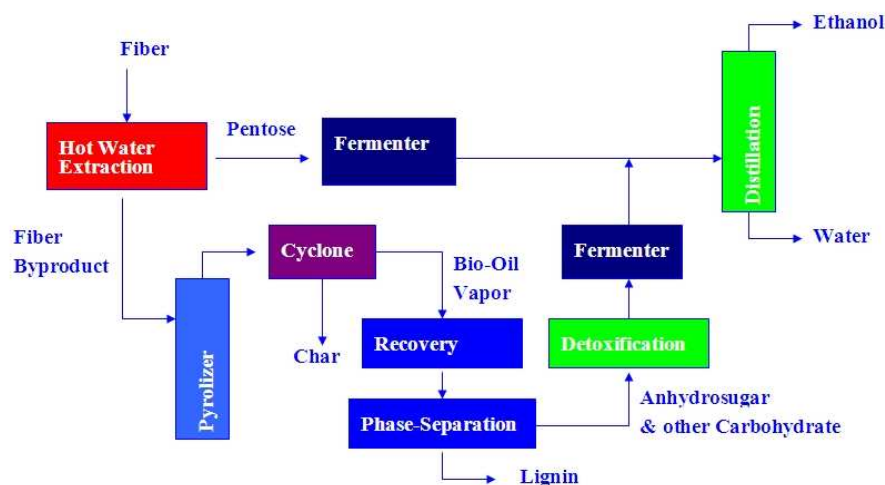 Ethanol
Fiber
Pentose
Fermenter
Hot Water
Extraction
Distillation
Fiber
Byproduct
Cyclone
Bio-Oil
Vapor
Fermenter
Water
Pyrolizer
Char
Recovery
Detoxification
Phase-Separation
Anhydrosugar
& other Carbohydrate
Lignin